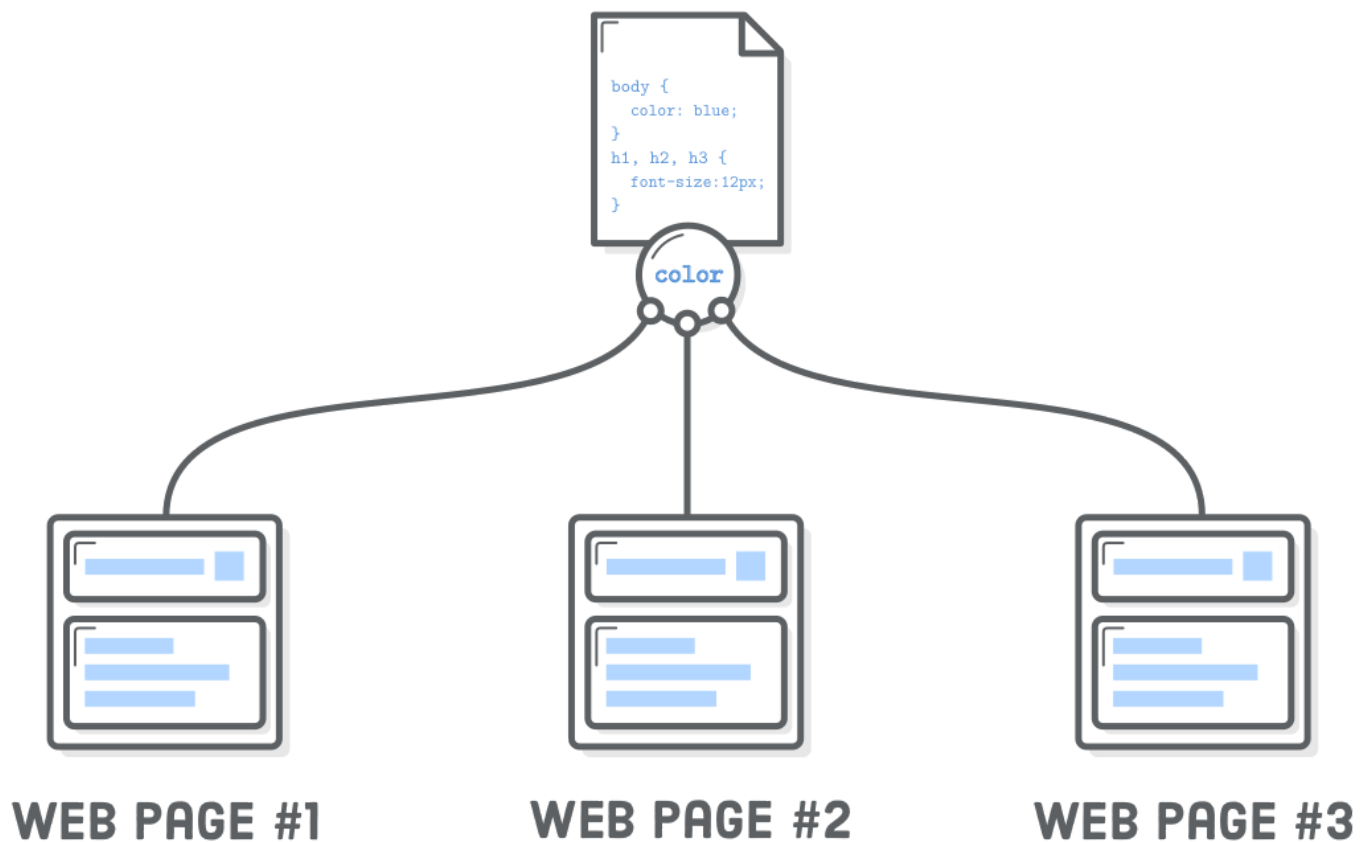 body {
  color: blue;
}
h1, h2, h3 {
  font-size:12px;
}
color
WEB PAGE #1
WEB PAGE #2
WEB PAGE #3